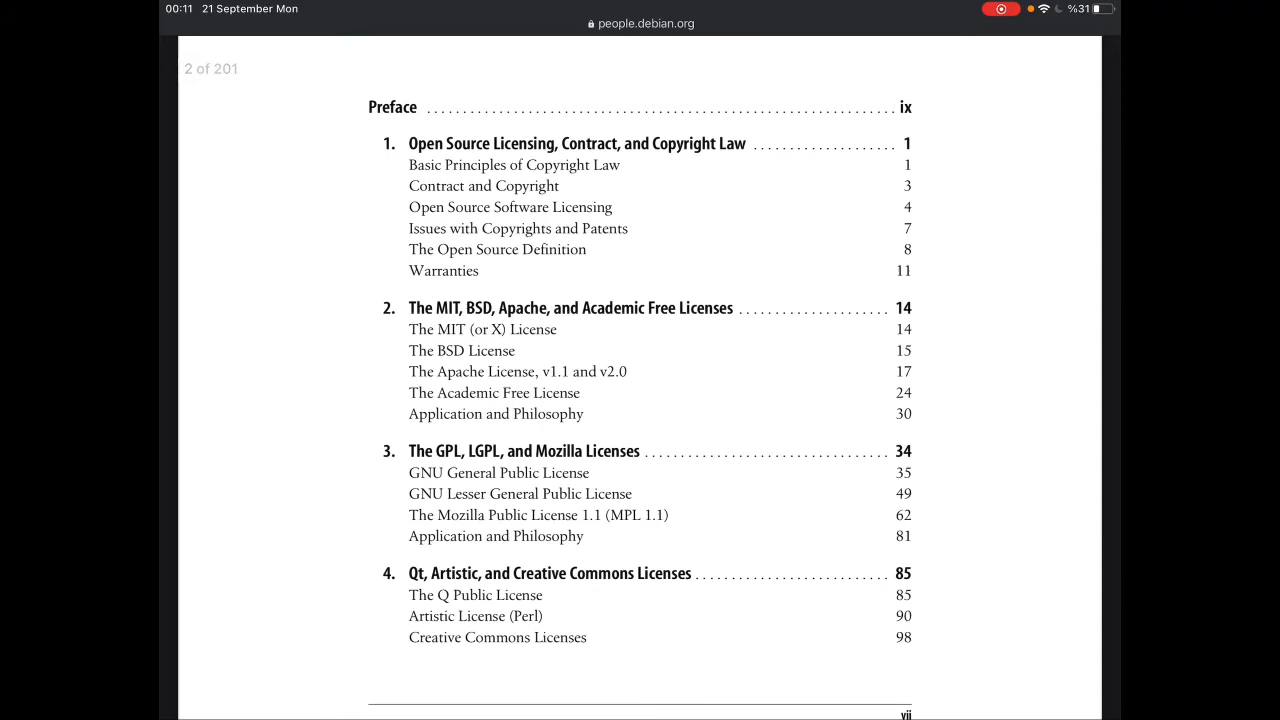 00:11 21 September Mon %31
people.debian.org
2 of 201
Preface ix
1. Open Source Licensing, Contract, and Copyright Law 1
Basic Principles of Copyright Law 1
Contract and Copyright 3
Open Source Software Licensing 4
Issues with Copyrights and Patents 7
The Open Source Definition 8
Warranties 11
2. The MIT, BSD, Apache, and Academic Free Licenses 14
The MIT (or X) License 14
The BSD License 15
The Apache License, v1.1 and v2.0 17
The Academic Free License 24
Application and Philosophy 30
3. The GPL, LGPL, and Mozilla Licenses 34
GNU General Public License 35
GNU Lesser General Public License 49
The Mozilla Public License 1.1 (MPL 1.1) 62
Application and Philosophy 81
4. Qt, Artistic, and Creative Commons Licenses 85
The Q Public License 85
Artistic License (Perl) 90
Creative Commons Licenses 98
vii